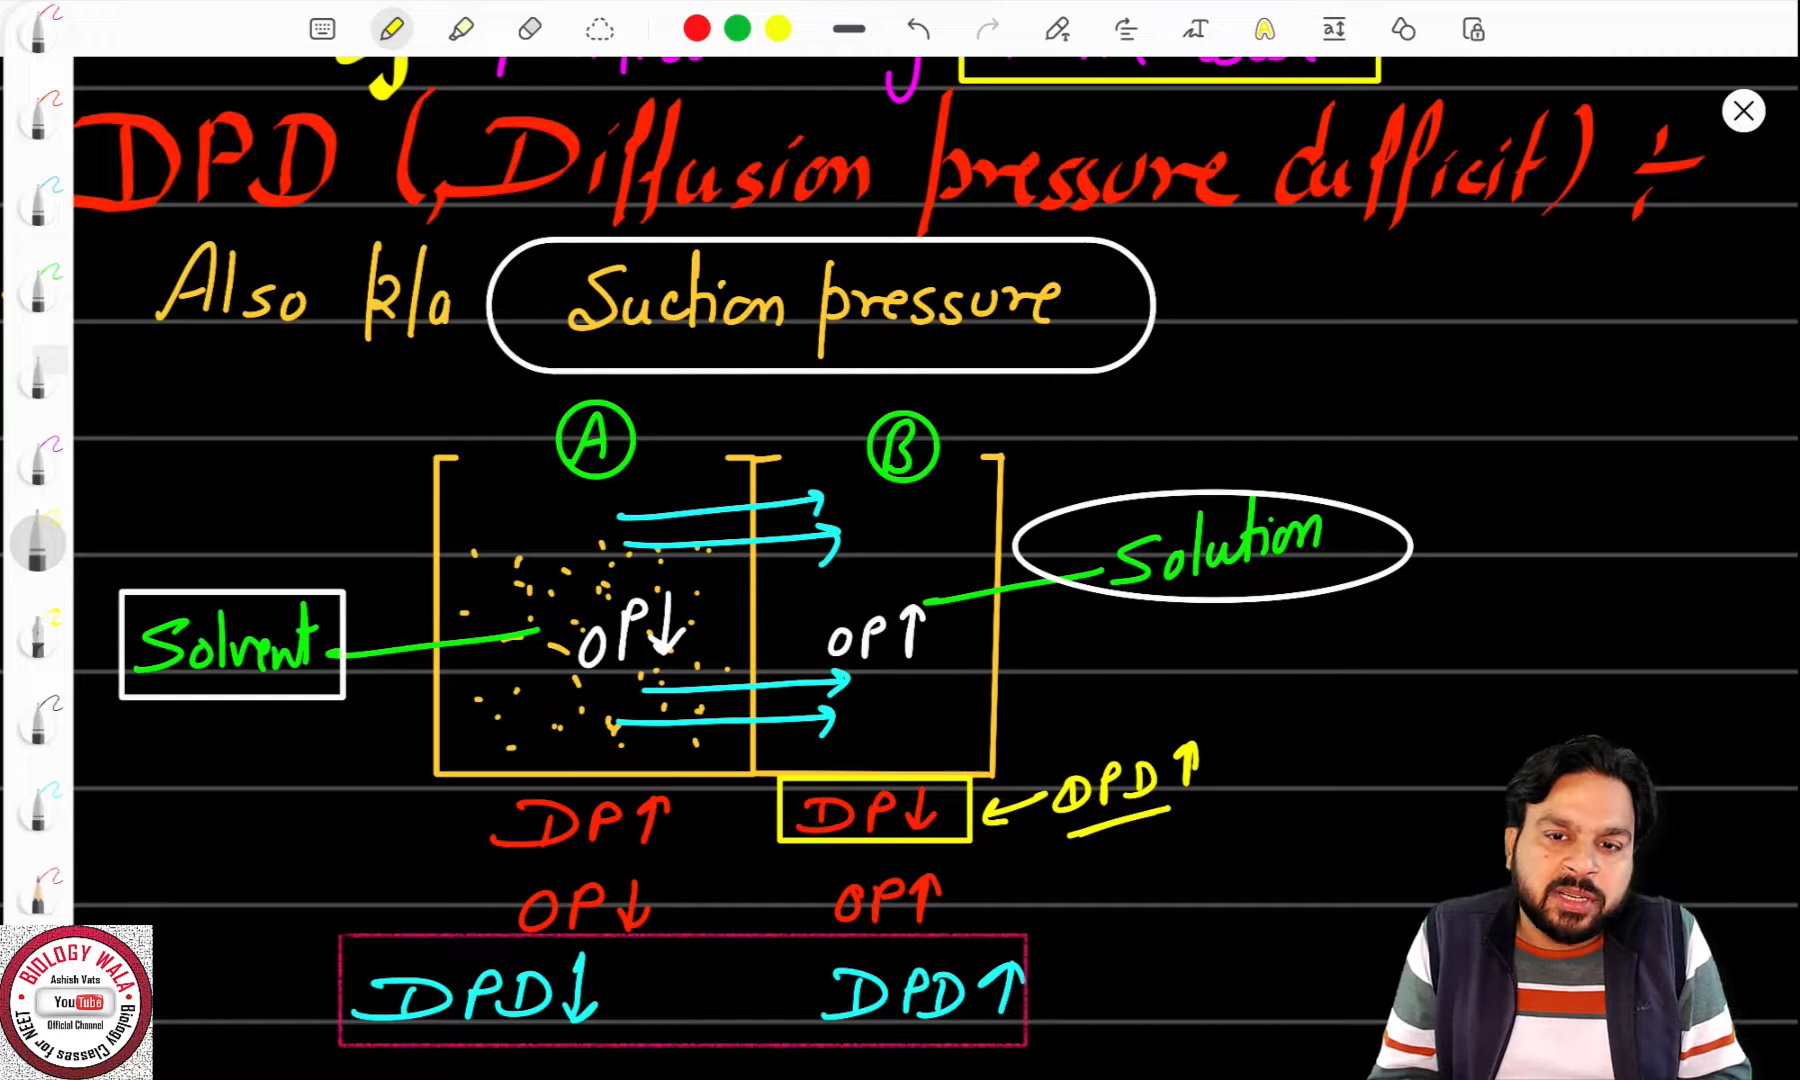 DPD (Diffusion pressure dufficit) ÷
Also k/a Suction pressure
A B
Solution
Solvent
OP↓ OP↑
DP↑ DP↓ ← DPD↑
OP↓ OP↑
DPD↓ DPD↑
BIOLOGY WALA
Ashish Vats
YouTube
Official Channel
Biology Classes for NEET